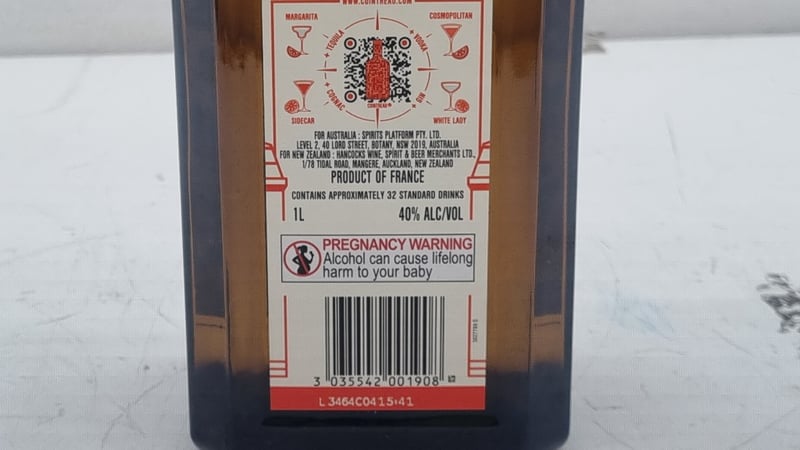 WWW.COINTREAU.COM
MARGARITA
COSMOPOLITAN
+ TEQUILA
+ VODKA
+ COGNAC
+ GIN
COINTREAU
SIDECAR
WHITE LADY
FOR AUSTRALIA : SPIRITS PLATFORM PTY. LTD.
LEVEL 2, 40 LORD STREET, BOTANY, NSW 2019, AUSTRALIA
FOR NEW ZEALAND : HANCOCKS WINE, SPIRIT & BEER MERCHANTS LTD.,
1/78 TIDAL ROAD, MANGERE, AUCKLAND, NEW ZEALAND
PRODUCT OF FRANCE
CONTAINS APPROXIMATELY 32 STANDARD DRINKS
1L 40% ALC/VOL
PREGNANCY WARNING
Alcohol can cause lifelong
harm to your baby
3 035542 001908
L 3464C0415:41